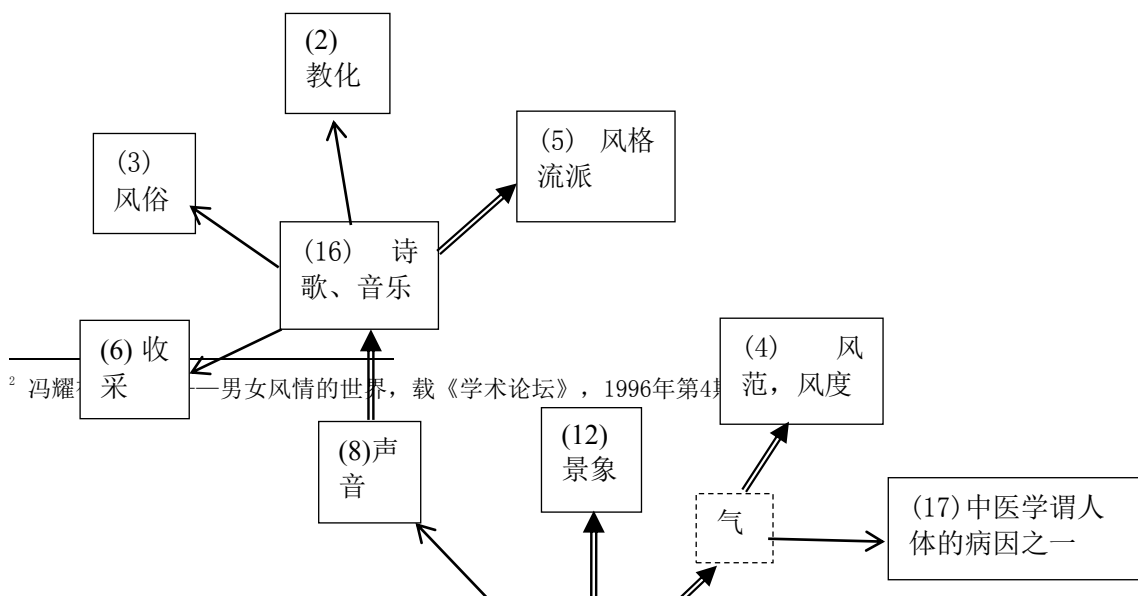 (2)
教化
(3)
风俗
(5) 风格
流派
(16) 诗
歌、音乐
(6) 收
采
(4) 风
范，风度
2 冯耀
—男女风情的世界，载《学术论坛》，1996年第4
(8)声
音
(12)
景象
气
(17)中医学谓人
体的病因之一